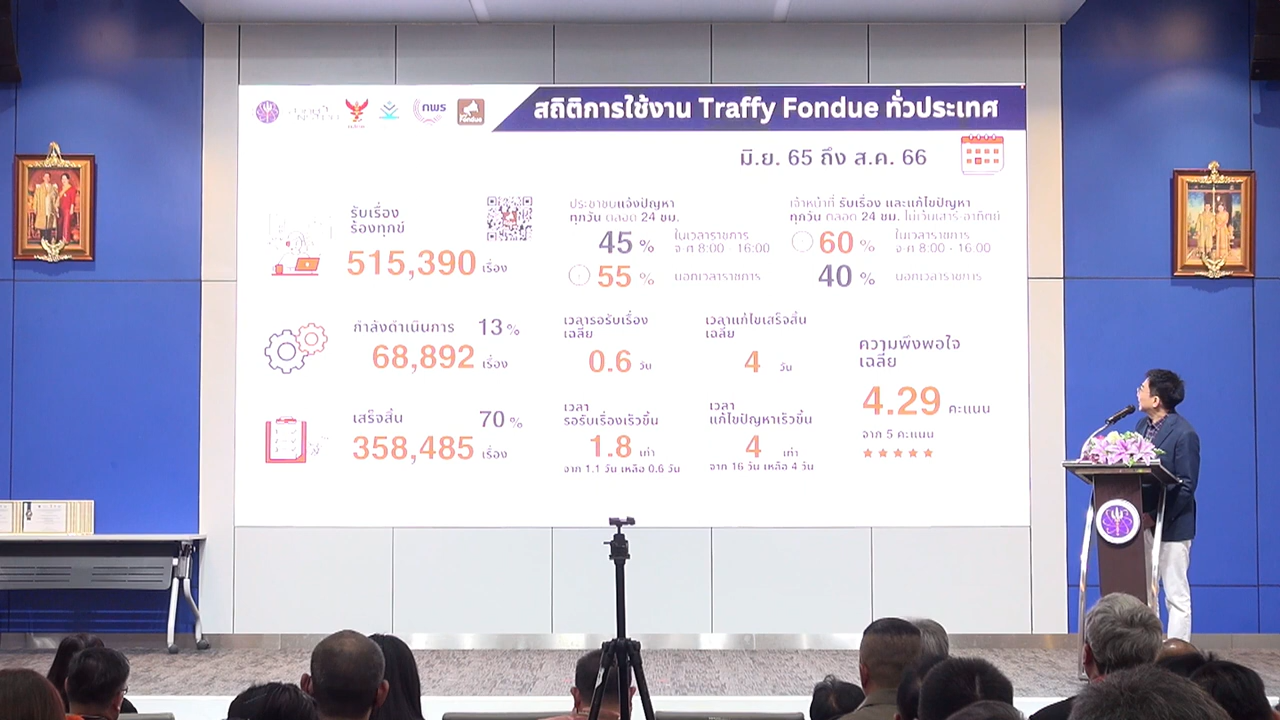 กพร
Fondue
สถิติการใช้งาน Traffy Fondue ทั่วประเทศ
มิ.ย. 65 ถึง ส.ค. 66
รับเรื่อง
ร้องทุกข์
515,390 เรื่อง
ประชาชนแจ้งปัญหา
ทุกวัน ตลอด 24 ชม.
45 % ในเวลาราชการ
จ-ศ 8:00 - 16:00
55 % นอกเวลาราชการ
เจ้าหน้าที่ รับเรื่อง และแก้ไขปัญหา
ทุกวัน ตลอด 24 ชม. ไม่เว้นเสาร์-อาทิตย์
60 % ในเวลาราชการ
จ-ศ 8:00 - 16:00
40 % นอกเวลาราชการ
กำลังดำเนินการ 13 %
68,892 เรื่อง
เวลารอรับเรื่อง
เฉลี่ย
0.6 วัน
เวลาแก้ไขเสร็จสิ้น
เฉลี่ย
4 วัน
ความพึงพอใจ
เฉลี่ย
4.29 คะแนน
จาก 5 คะแนน
เสร็จสิ้น 70 %
358,485 เรื่อง
เวลา
รอรับเรื่องเร็วขึ้น
1.8 เท่า
จาก 1.1 วัน เหลือ 0.6 วัน
เวลา
แก้ไขปัญหาเร็วขึ้น
4 เท่า
จาก 16 วัน เหลือ 4 วัน